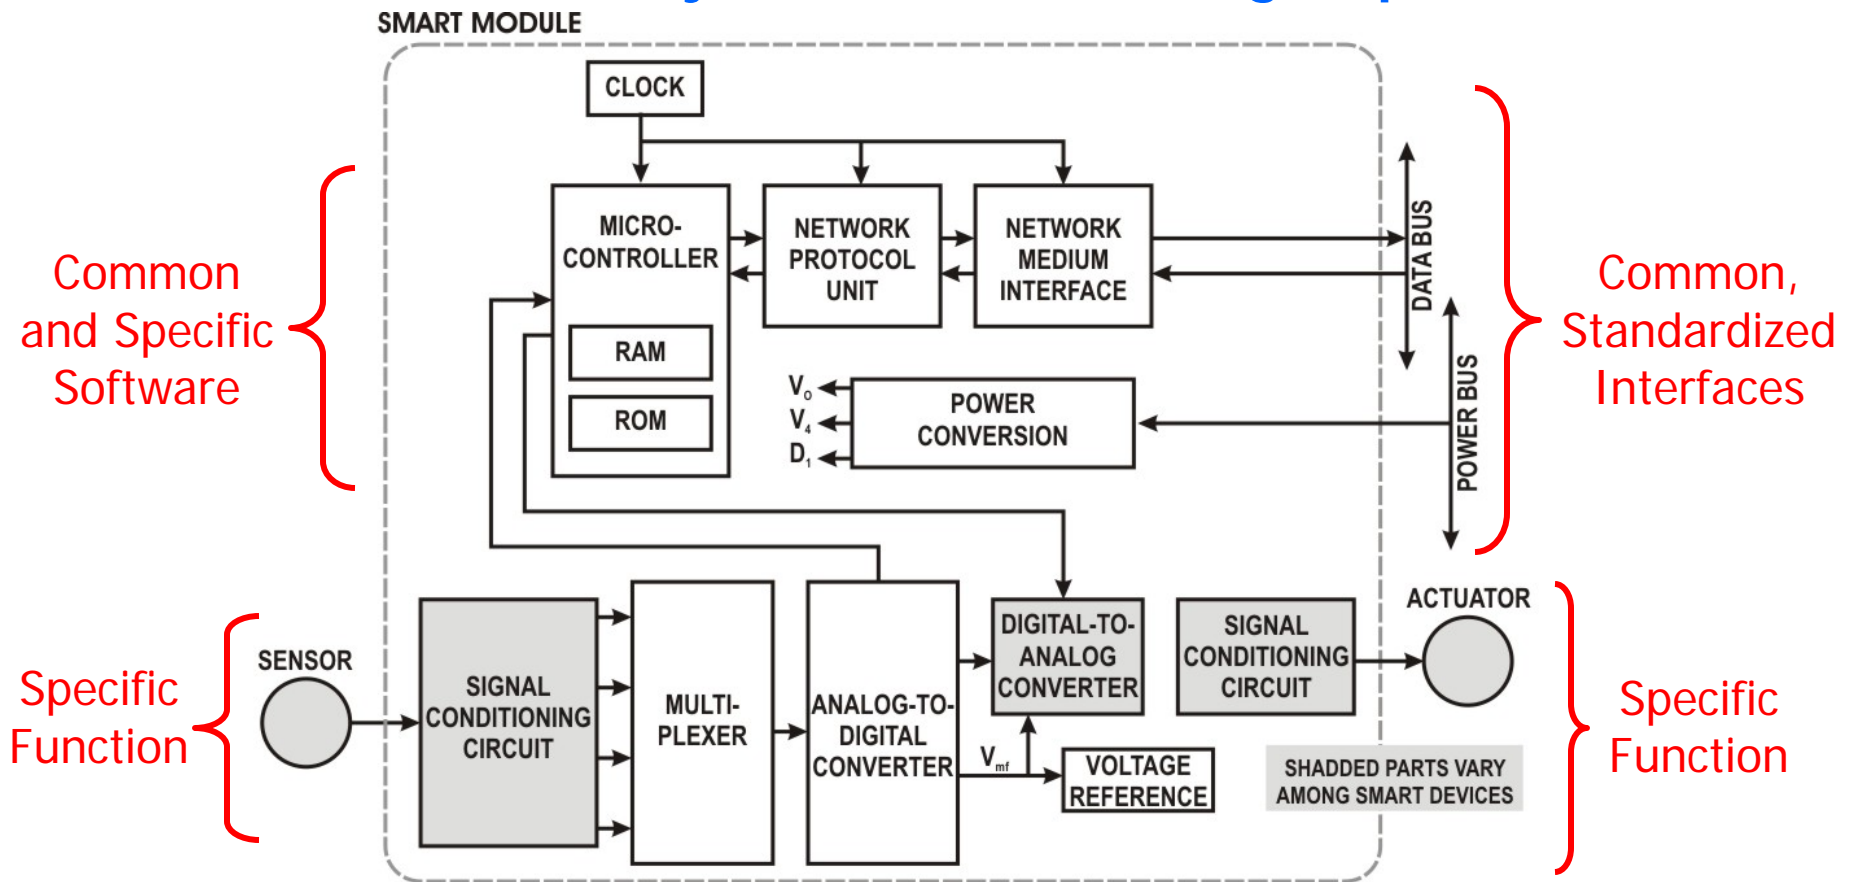 SMART MODULE
CLOCK
MICRO-
CONTROLLER
RAM
ROM
NETWORK
PROTOCOL
UNIT
NETWORK
MEDIUM
INTERFACE
DATA BUS
POWER BUS
Common
and Specific
Software
Common,
Standardized
Interfaces
V₀
V₄
D₁
POWER
CONVERSION
Specific
Function
SENSOR
SIGNAL
CONDITIONING
CIRCUIT
MULTI-
PLEXER
ANALOG-TO-
DIGITAL
CONVERTER
DIGITAL-TO-
ANALOG
CONVERTER
Vmf
VOLTAGE
REFERENCE
SIGNAL
CONDITIONING
CIRCUIT
ACTUATOR
SHADDED PARTS VARY
AMONG SMART DEVICES
Specific
Function